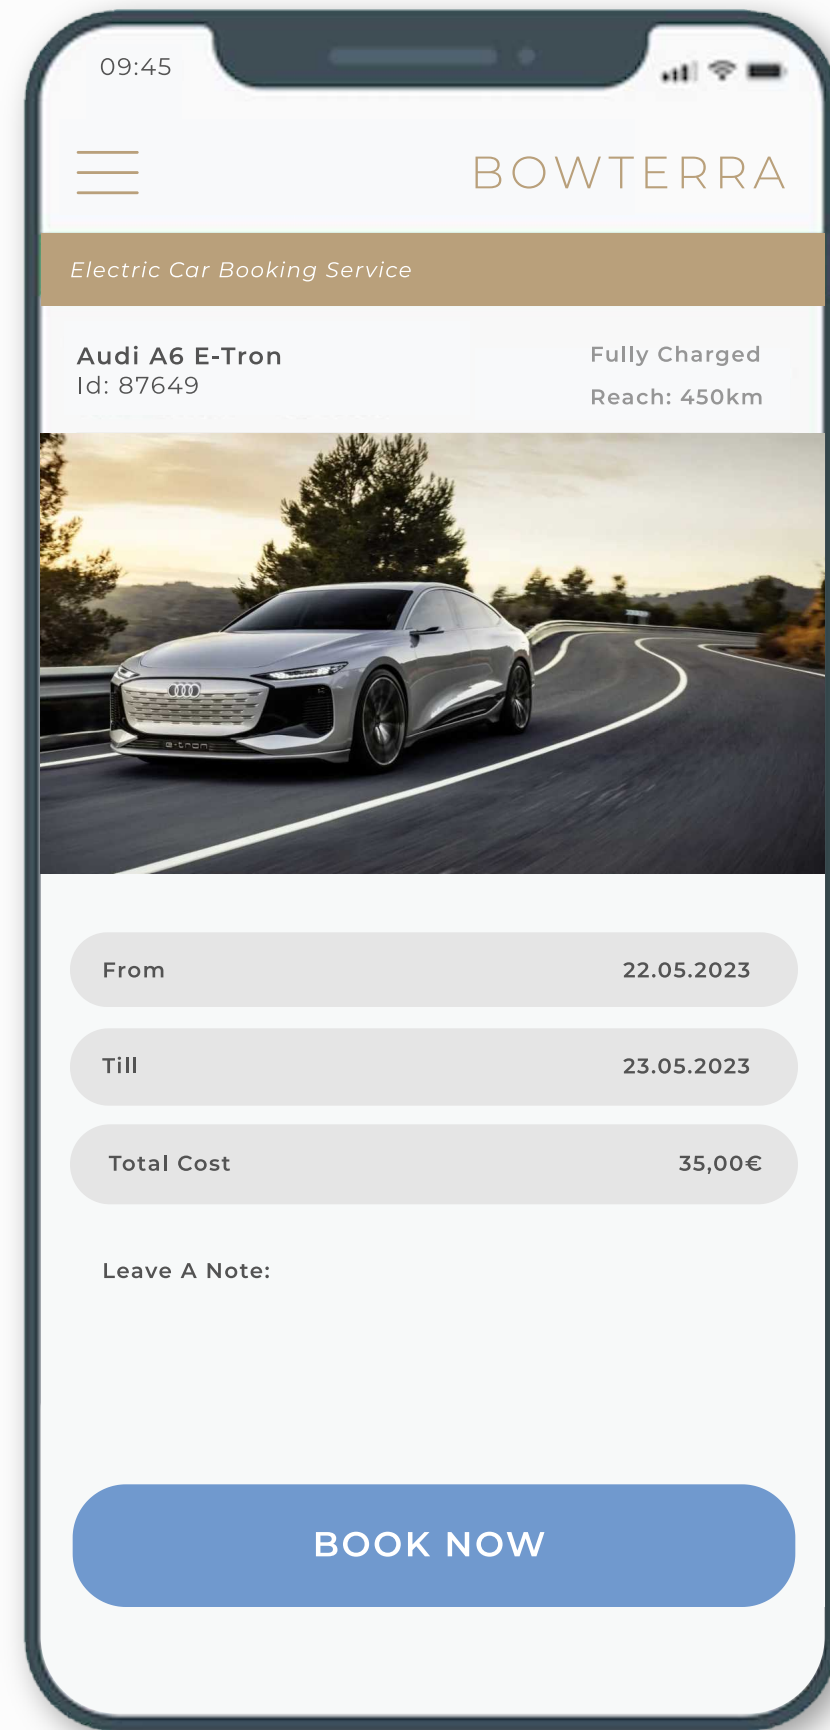 09:45
BOWTERRA
Electric Car Booking Service
Audi A6 E-Tron
Id: 87649
Fully Charged
Reach: 450km
e-tron
From 22.05.2023
Till 23.05.2023
Total Cost 35,00€
Leave A Note:
BOOK NOW